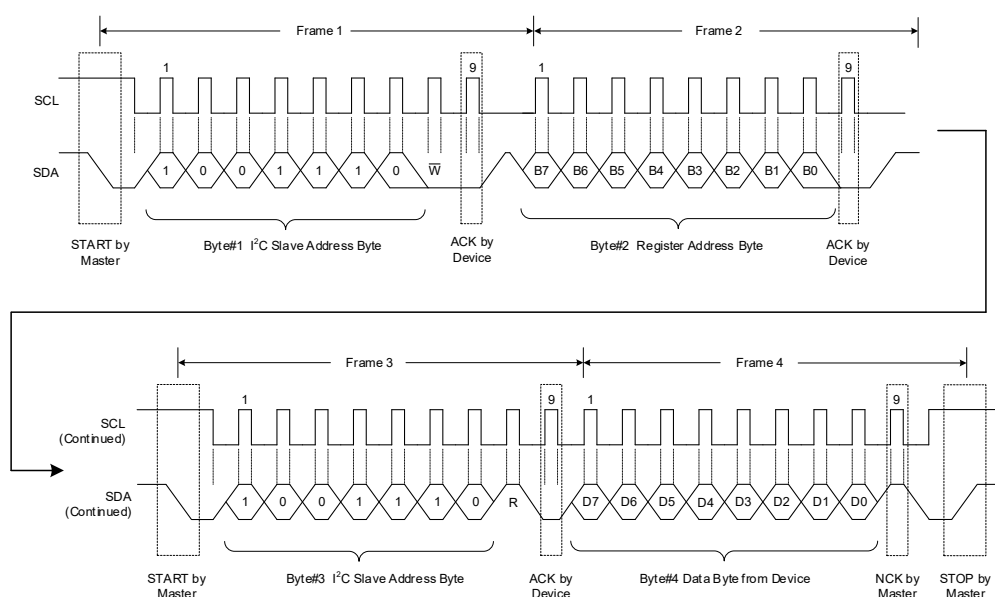 Frame 1 Frame 2
1 9 1 9
SCL
SDA 1 0 0 1 1 1 0 W̅ B7 B6 B5 B4 B3 B2 B1 B0
START by
Master
Byte#1 I²C Slave Address Byte
ACK by
Device
Byte#2 Register Address Byte
ACK by
Device
Frame 3 Frame 4
1 9 1 9
SCL
(Continued)
SDA
(Continued)
1 0 0 1 1 1 0 R D7 D6 D5 D4 D3 D2 D1 D0
START by
Master
Byte#3 I²C Slave Address Byte
ACK by
Device
Byte#4 Data Byte from Device
NCK by
Master
STOP by
Master